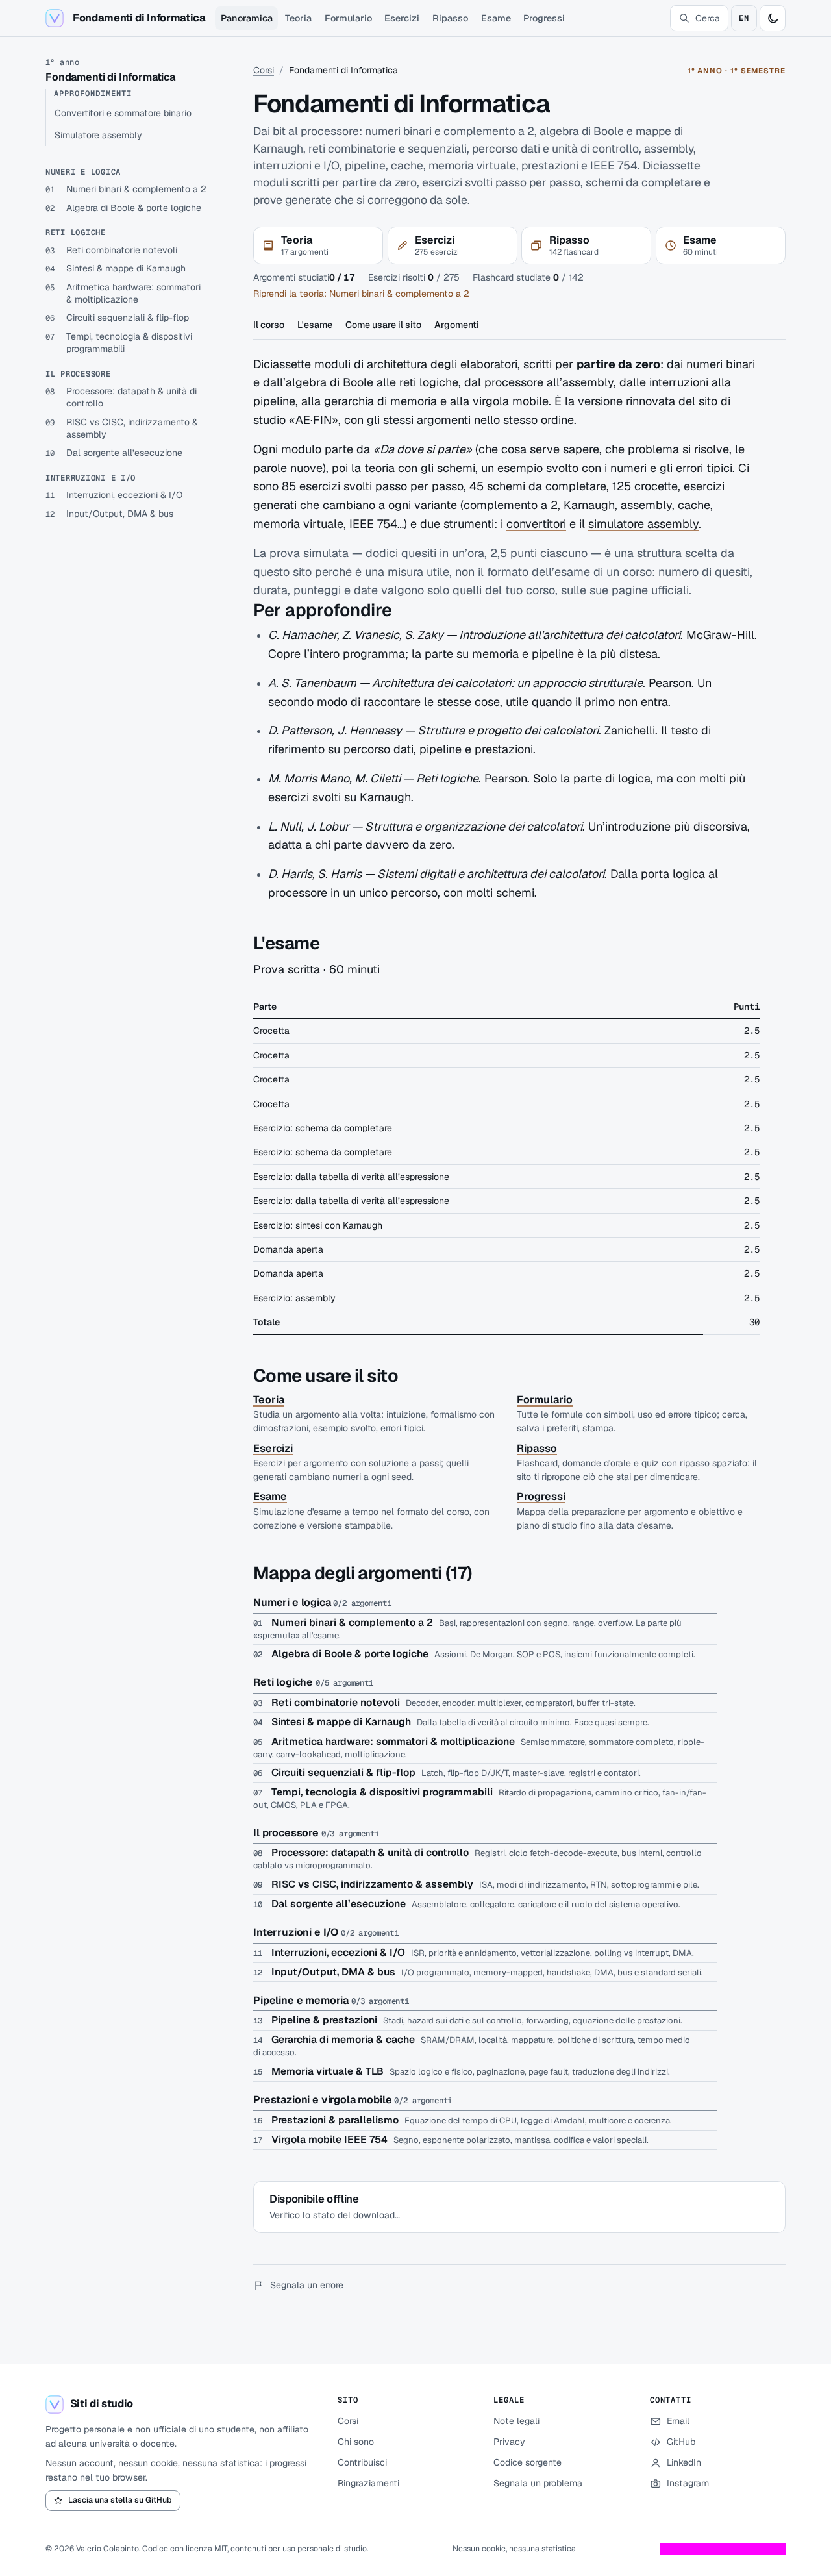 Fondamenti di Informatica Panoramica Teoria Formulario Esercizi Ripasso Esame Progressi Cerca EN
1° anno
Fondamenti di Informatica
APPROFONDIMENTI
Convertitori e sommatore binario
Simulatore assembly
NUMERI E LOGICA
01 Numeri binari & complemento a 2
02 Algebra di Boole & porte logiche
RETI LOGICHE
03 Reti combinatorie notevoli
04 Sintesi & mappe di Karnaugh
05 Aritmetica hardware: sommatori
& moltiplicazione
06 Circuiti sequenziali & flip-flop
07 Tempi, tecnologia & dispositivi
programmabili
IL PROCESSORE
08 Processore: datapath & unità di
controllo
09 RISC vs CISC, indirizzamento &
assembly
10 Dal sorgente all'esecuzione
INTERRUZIONI E I/O
11 Interruzioni, eccezioni & I/O
12 Input/Output, DMA & bus
Corsi / Fondamenti di Informatica
1° ANNO · 1° SEMESTRE
Fondamenti di Informatica
Dai bit al processore: numeri binari e complemento a 2, algebra di Boole e mappe di
Karnaugh, reti combinatorie e sequenziali, percorso dati e unità di controllo, assembly,
interruzioni e I/O, pipeline, cache, memoria virtuale, prestazioni e IEEE 754. Diciassette
moduli scritti per partire da zero, esercizi svolti passo per passo, schemi da completare e
prove generate che si correggono da sole.
Teoria
17 argomenti
Esercizi
275 esercizi
Ripasso
142 flashcard
Esame
60 minuti
Argomenti studiati0 / 17 Esercizi risolti 0 / 275 Flashcard studiate 0 / 142
Riprendi la teoria: Numeri binari & complemento a 2
Il corso L'esame Come usare il sito Argomenti
Diciassette moduli di architettura degli elaboratori, scritti per partire da zero: dai numeri binari
e dall'algebra di Boole alle reti logiche, dal processore all'assembly, dalle interruzioni alla
pipeline, alla gerarchia di memoria e alla virgola mobile. È la versione rinnovata del sito di
studio «AE·FIN», con gli stessi argomenti nello stesso ordine.
Ogni modulo parte da «Da dove si parte» (che cosa serve sapere, che problema si risolve, le
parole nuove), poi la teoria con gli schemi, un esempio svolto con i numeri e gli errori tipici. Ci
sono 85 esercizi svolti passo per passo, 45 schemi da completare, 125 crocette, esercizi
generati che cambiano a ogni variante (complemento a 2, Karnaugh, assembly, cache,
memoria virtuale, IEEE 754…) e due strumenti: i convertitori e il simulatore assembly.
La prova simulata — dodici quesiti in un'ora, 2,5 punti ciascuno — è una struttura scelta da
questo sito perché è una misura utile, non il formato dell'esame di un corso: numero di quesiti,
durata, punteggi e date valgono solo quelli del tuo corso, sulle sue pagine ufficiali.
Per approfondire
• C. Hamacher, Z. Vranesic, S. Zaky — Introduzione all'architettura dei calcolatori. McGraw-Hill.
Copre l'intero programma; la parte su memoria e pipeline è la più distesa.
• A. S. Tanenbaum — Architettura dei calcolatori: un approccio strutturale. Pearson. Un
secondo modo di raccontare le stesse cose, utile quando il primo non entra.
• D. Patterson, J. Hennessy — Struttura e progetto dei calcolatori. Zanichelli. Il testo di
riferimento su percorso dati, pipeline e prestazioni.
• M. Morris Mano, M. Ciletti — Reti logiche. Pearson. Solo la parte di logica, ma con molti più
esercizi svolti su Karnaugh.
• L. Null, J. Lobur — Struttura e organizzazione dei calcolatori. Un'introduzione più discorsiva,
adatta a chi parte davvero da zero.
• D. Harris, S. Harris — Sistemi digitali e architettura dei calcolatori. Dalla porta logica al
processore in un unico percorso, con molti schemi.
L'esame
Prova scritta · 60 minuti
Parte Punti
Crocetta 2.5
Crocetta 2.5
Crocetta 2.5
Crocetta 2.5
Esercizio: schema da completare 2.5
Esercizio: schema da completare 2.5
Esercizio: dalla tabella di verità all'espressione 2.5
Esercizio: dalla tabella di verità all'espressione 2.5
Esercizio: sintesi con Karnaugh 2.5
Domanda aperta 2.5
Domanda aperta 2.5
Esercizio: assembly 2.5
Totale 30
Come usare il sito
Teoria
Studia un argomento alla volta: intuizione, formalismo con
dimostrazioni, esempio svolto, errori tipici.
Formulario
Tutte le formule con simboli, uso ed errore tipico; cerca,
salva i preferiti, stampa.
Esercizi
Esercizi per argomento con soluzione a passi; quelli
generati cambiano numeri a ogni seed.
Ripasso
Flashcard, domande d'orale e quiz con ripasso spaziato: il
sito ti ripropone ciò che stai per dimenticare.
Esame
Simulazione d'esame a tempo nel formato del corso, con
correzione e versione stampabile.
Progressi
Mappa della preparazione per argomento e obiettivo e
piano di studio fino alla data d'esame.
Mappa degli argomenti (17)
Numeri e logica 0/2 argomenti
01 Numeri binari & complemento a 2 Basi, rappresentazioni con segno, range, overflow. La parte più
«spremuta» all'esame.
02 Algebra di Boole & porte logiche Assiomi, De Morgan, SOP e POS, insiemi funzionalmente completi.
Reti logiche 0/5 argomenti
03 Reti combinatorie notevoli Decoder, encoder, multiplexer, comparatori, buffer tri-state.
04 Sintesi & mappe di Karnaugh Dalla tabella di verità al circuito minimo. Esce quasi sempre.
05 Aritmetica hardware: sommatori & moltiplicazione Semisommatore, sommatore completo, ripple-
carry, carry-lookahead, moltiplicazione.
06 Circuiti sequenziali & flip-flop Latch, flip-flop D/JK/T, master-slave, registri e contatori.
07 Tempi, tecnologia & dispositivi programmabili Ritardo di propagazione, cammino critico, fan-in/fan-
out, CMOS, PLA e FPGA.
Il processore 0/3 argomenti
08 Processore: datapath & unità di controllo Registri, ciclo fetch-decode-execute, bus interni, controllo
cablato vs microprogrammato.
09 RISC vs CISC, indirizzamento & assembly ISA, modi di indirizzamento, RTN, sottoprogrammi e pile.
10 Dal sorgente all'esecuzione Assemblatore, collegatore, caricatore e il ruolo del sistema operativo.
Interruzioni e I/O 0/2 argomenti
11 Interruzioni, eccezioni & I/O ISR, priorità e annidamento, vettorializzazione, polling vs interrupt, DMA.
12 Input/Output, DMA & bus I/O programmato, memory-mapped, handshake, DMA, bus e standard seriali.
Pipeline e memoria 0/3 argomenti
13 Pipeline & prestazioni Stadi, hazard sui dati e sul controllo, forwarding, equazione delle prestazioni.
14 Gerarchia di memoria & cache SRAM/DRAM, località, mappature, politiche di scrittura, tempo medio
di accesso.
15 Memoria virtuale & TLB Spazio logico e fisico, paginazione, page fault, traduzione degli indirizzi.
Prestazioni e virgola mobile 0/2 argomenti
16 Prestazioni & parallelismo Equazione del tempo di CPU, legge di Amdahl, multicore e coerenza.
17 Virgola mobile IEEE 754 Segno, esponente polarizzato, mantissa, codifica e valori speciali.
Disponibile offline
Verifico lo stato del download…
Segnala un errore
Siti di studio
Progetto personale e non ufficiale di uno studente, non affiliato
ad alcuna università o docente.
Nessun account, nessun cookie, nessuna statistica: i progressi
restano nel tuo browser.
Lascia una stella su GitHub
SITO
Corsi
Chi sono
Contribuisci
Ringraziamenti
LEGALE
Note legali
Privacy
Codice sorgente
Segnala un problema
CONTATTI
Email
GitHub
LinkedIn
Instagram
© 2026 Valerio Colapinto. Codice con licenza MIT, contenuti per uso personale di studio. Nessun cookie, nessuna statistica